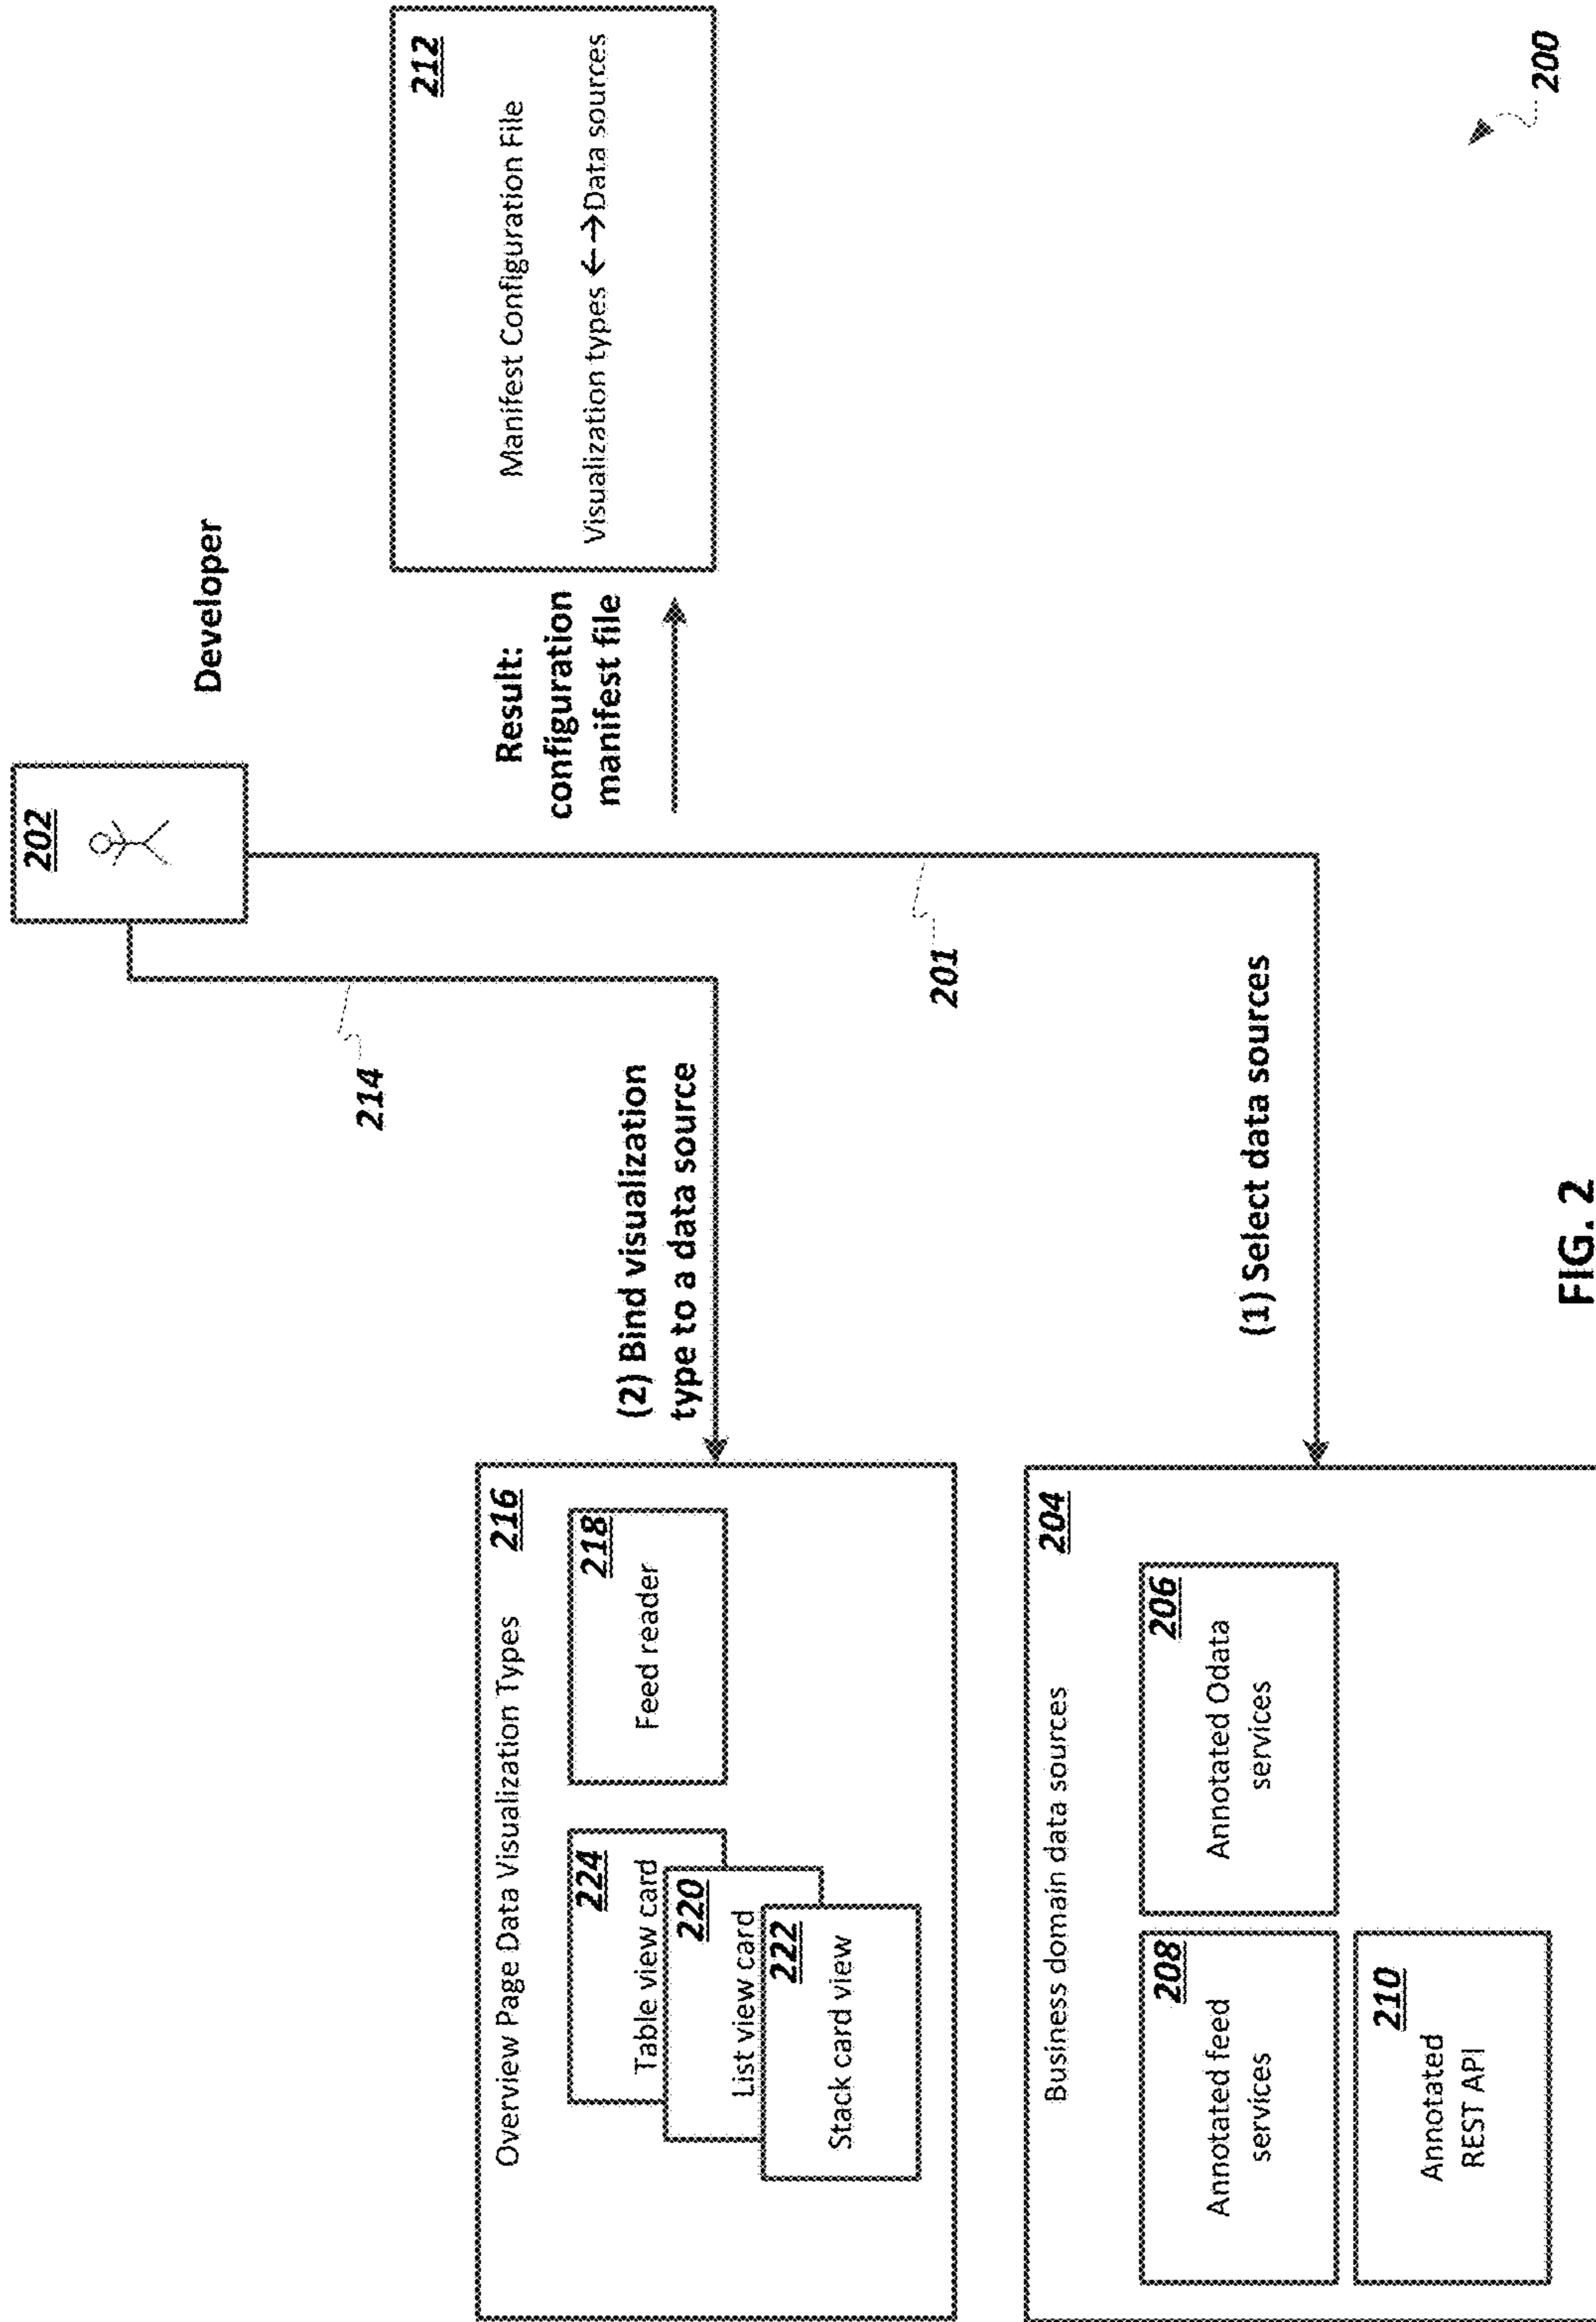 202
Developer
214
Overview Page Data Visualization Types
216
224
Table view card
220
List view card
222
Stack card view
218
Feed reader
(2) Bind visualization
type to a data source
Result:
configuration
manifest file
212
Manifest Configuration File
Visualization types ←→Data sources
201
Business domain data sources
204
208
Annotated feed
services
206
Annotated Odata
services
210
Annotated
REST API
(1) Select data sources
200
FIG. 2